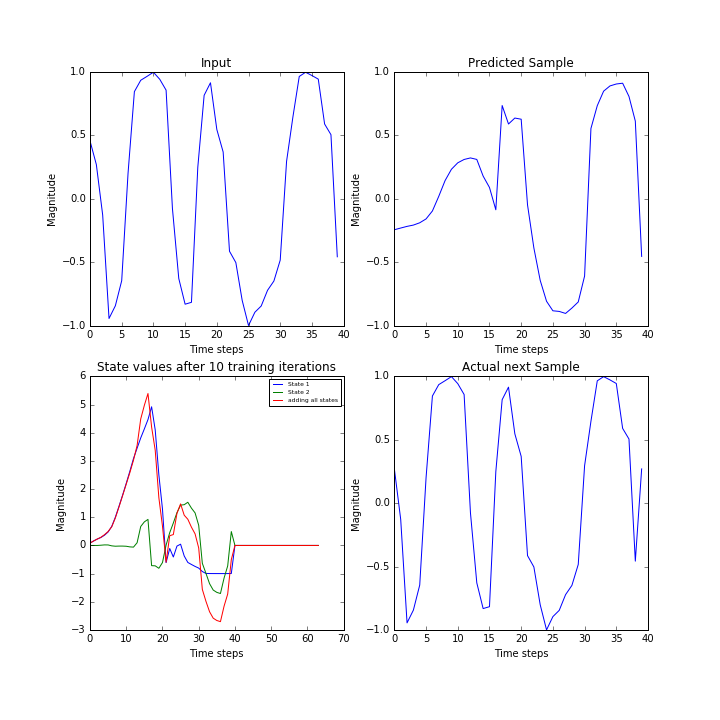 Input
1.0
0.5
0.0
−0.5
−1.0
Magnitude
0 5 10 15 20 25 30 35 40
Time steps
Predicted Sample
1.0
0.5
0.0
−0.5
−1.0
Magnitude
0 5 10 15 20 25 30 35 40
Time steps
State values after 10 training iterations
6
5
4
3
2
1
0
−1
−2
−3
Magnitude
State 1
State 2
adding all states
0 10 20 30 40 50 60 70
Time steps
Actual next Sample
1.0
0.5
0.0
−0.5
−1.0
Magnitude
0 5 10 15 20 25 30 35 40
Time steps